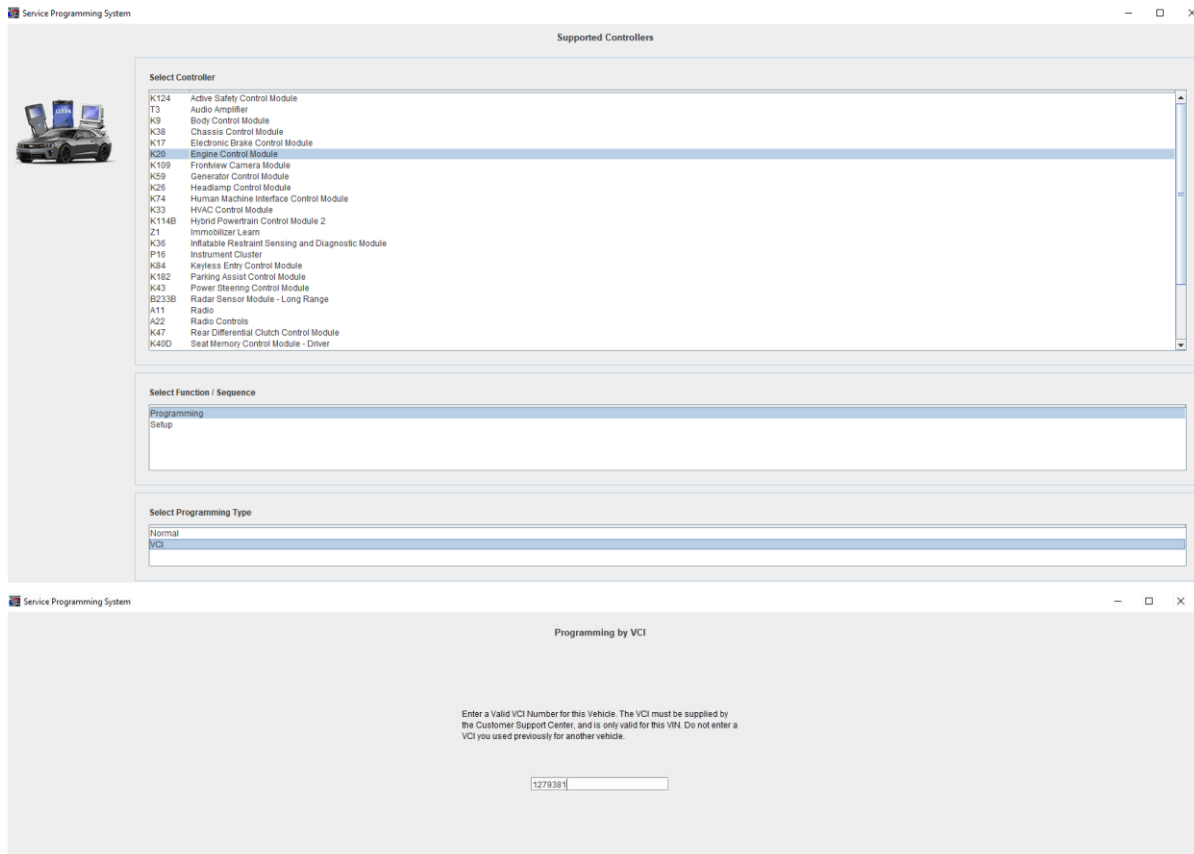 Service Programming System
Supported Controllers
Select Controller
K124 Active Safety Control Module
T3 Audio Amplifier
K9 Body Control Module
K38 Chassis Control Module
K17 Electronic Brake Control Module
K20 Engine Control Module
K109 Frontview Camera Module
K59 Generator Control Module
K26 Headlamp Control Module
K74 Human Machine Interface Control Module
K33 HVAC Control Module
K114B Hybrid Powertrain Control Module 2
Z1 Immobilizer Learn
K36 Inflatable Restraint Sensing and Diagnostic Module
P16 Instrument Cluster
K84 Keyless Entry Control Module
K182 Parking Assist Control Module
K43 Power Steering Control Module
B233B Radar Sensor Module - Long Range
A11 Radio
A22 Radio Controls
K47 Rear Differential Clutch Control Module
K40D Seat Memory Control Module - Driver
Select Function / Sequence
Programming
Setup
Select Programming Type
Normal
VCI
Service Programming System
Programming by VCI
Enter a Valid VCI Number for this Vehicle. The VCI must be supplied by
the Customer Support Center, and is only valid for this VIN. Do not enter a
VCI you used previously for another vehicle.
1279381